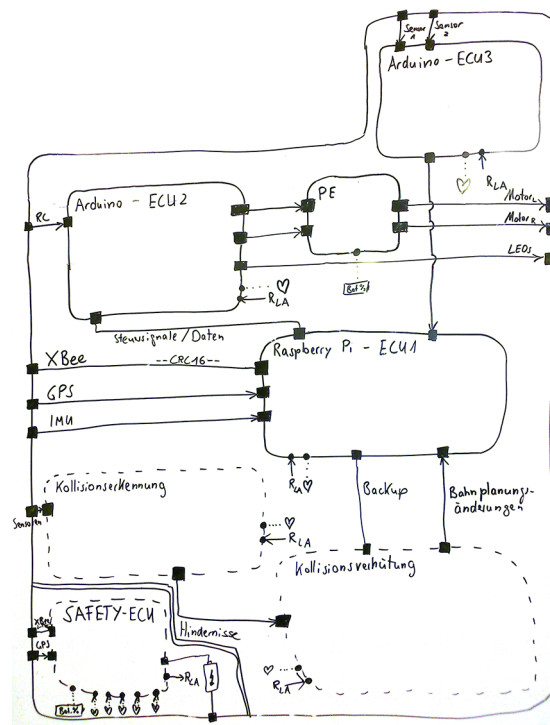 Sensor 1
Sensor 2
Arduino - ECU3
R_LA
RC
Arduino - ECU2
PE
Motor_L
Motor_R
LEDs
R_LA
Bat.%
Steuersignale/Daten
XBee
--CRC16--
Raspberry Pi - ECU1
GPS
IMU
R_LA
Backup
Bahnplanungs-
änderungen
Kollisionserkennung
Sensoren
R_LA
Kollisionsverhütung
SAFETY-ECU
XBee
GPS
Hindernisse
R_LA
R_LA
Bat.%